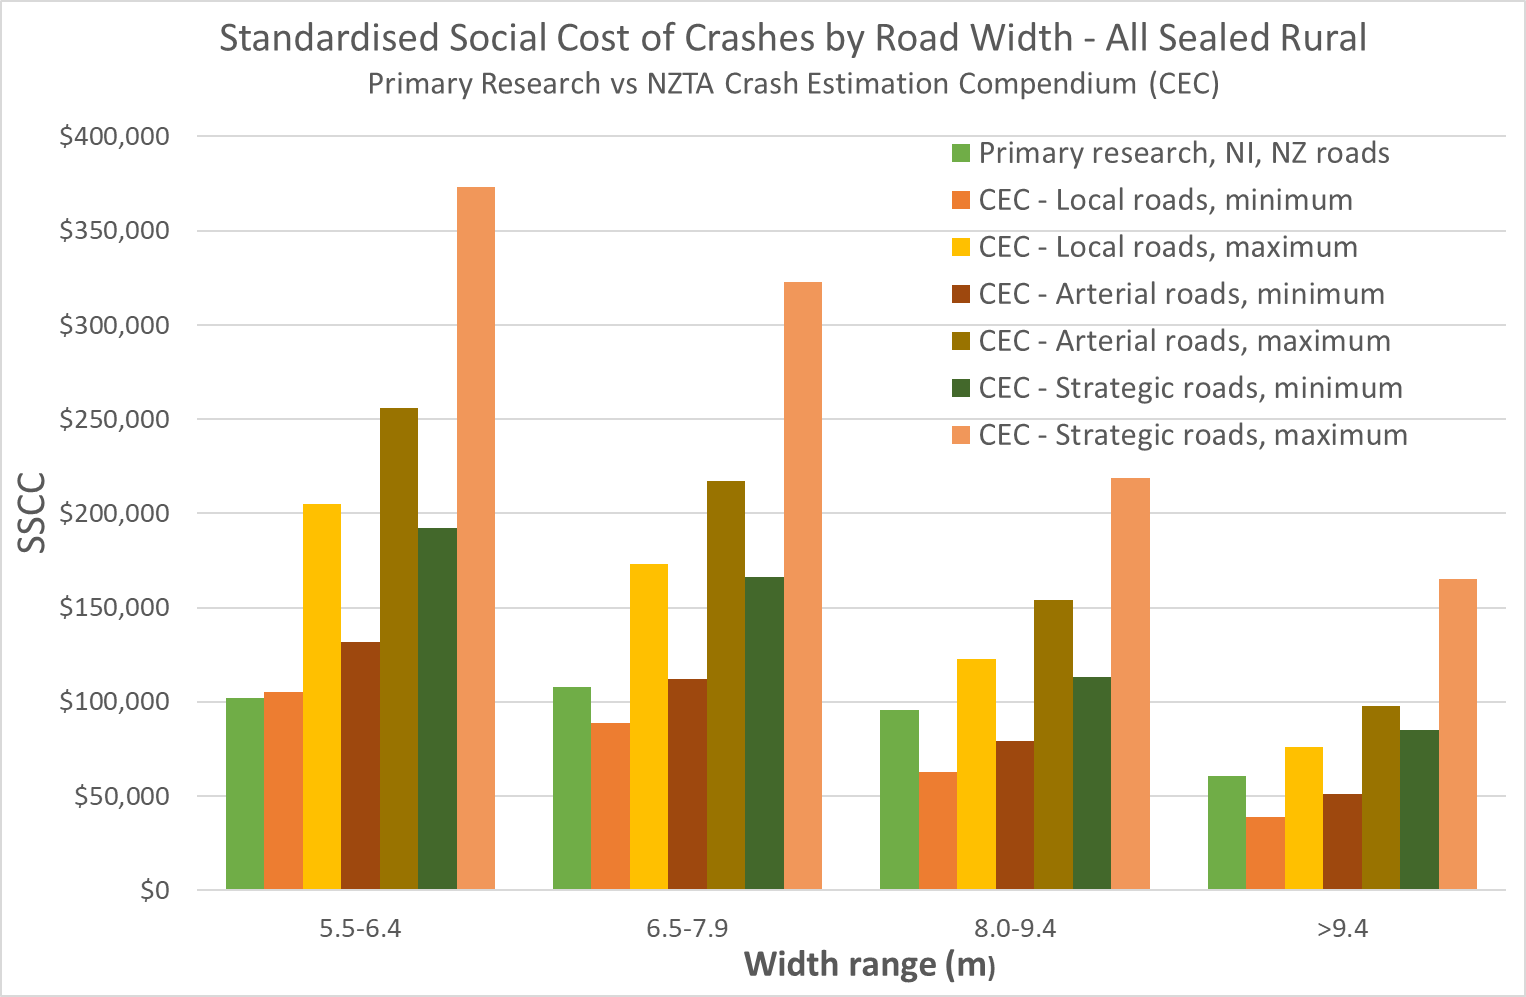 Standardised Social Cost of Crashes by Road Width - All Sealed Rural
Primary Research vs NZTA Crash Estimation Compendium (CEC)
$400,000
$350,000
$300,000
$250,000
$200,000
$150,000
$100,000
$50,000
$0
SSCC
Primary research, NI, NZ roads
CEC - Local roads, minimum
CEC - Local roads, maximum
CEC - Arterial roads, minimum
CEC - Arterial roads, maximum
CEC - Strategic roads, minimum
CEC - Strategic roads, maximum
5.5-6.4 6.5-7.9 8.0-9.4 >9.4
Width range (m)